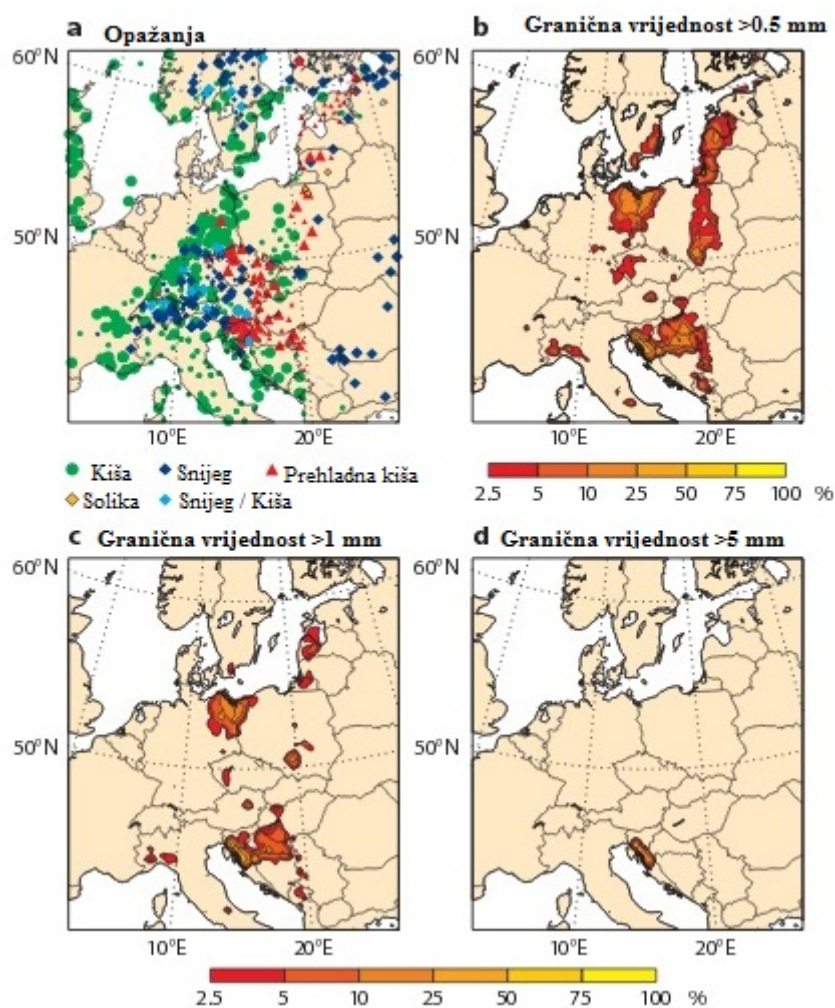 a Opažanja
b Granična vrijednost >0.5 mm
60°N
50°N
10°E 20°E
60°N
50°N
10°E 20°E
Kiša Snijeg Prehladna kiša
Solika Snijeg / Kiša
2.5 5 10 25 50 75 100 %
c Granična vrijednost >1 mm
d Granična vrijednost >5 mm
60°N
50°N
10°E 20°E
60°N
50°N
10°E 20°E
2.5 5 10 25 50 75 100 %